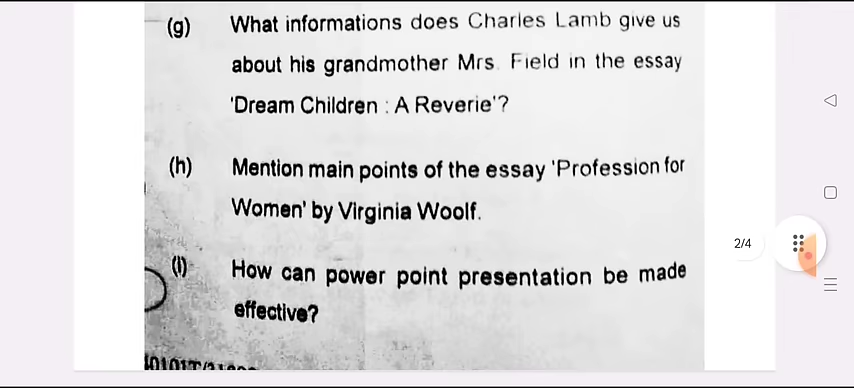 (g) What informations does Charles Lamb give us
about his grandmother Mrs. Field in the essay
'Dream Children : A Reverie'?
(h) Mention main points of the essay 'Profession for
Women' by Virginia Woolf.
2/4
(i) How can power point presentation be made
effective?